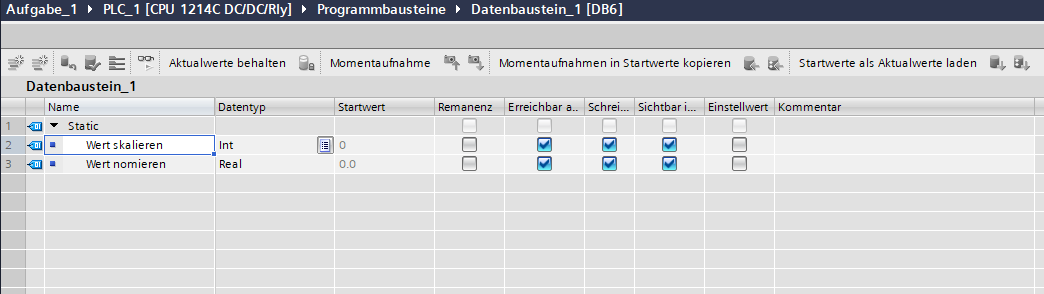 Aufgabe_1 ▸ PLC_1 [CPU 1214C DC/DC/Rly] ▸ Programmbausteine ▸ Datenbaustein_1 [DB6]
Aktualwerte behalten Momentaufnahme Momentaufnahmen in Startwerte kopieren Startwerte als Aktualwerte laden
Datenbaustein_1
Name Datentyp Startwert Remanenz Erreichbar a... Schrei... Sichtbar i... Einstellwert Kommentar
1 Static
2 Wert skalieren Int 0
3 Wert nomieren Real 0.0